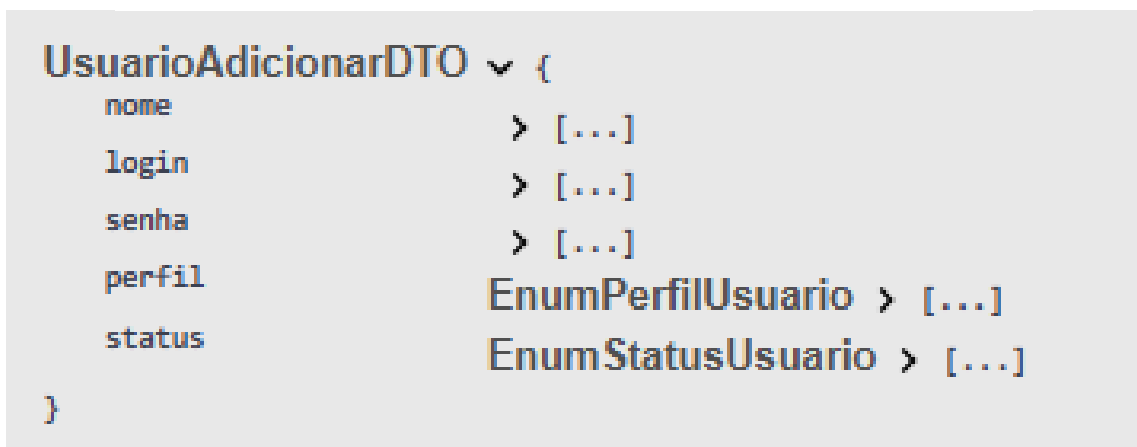 UsuarioAdicionarDTO ⌄ {
nome > [...]
login > [...]
senha > [...]
perfil EnumPerfilUsuario > [...]
status EnumStatusUsuario > [...]
}